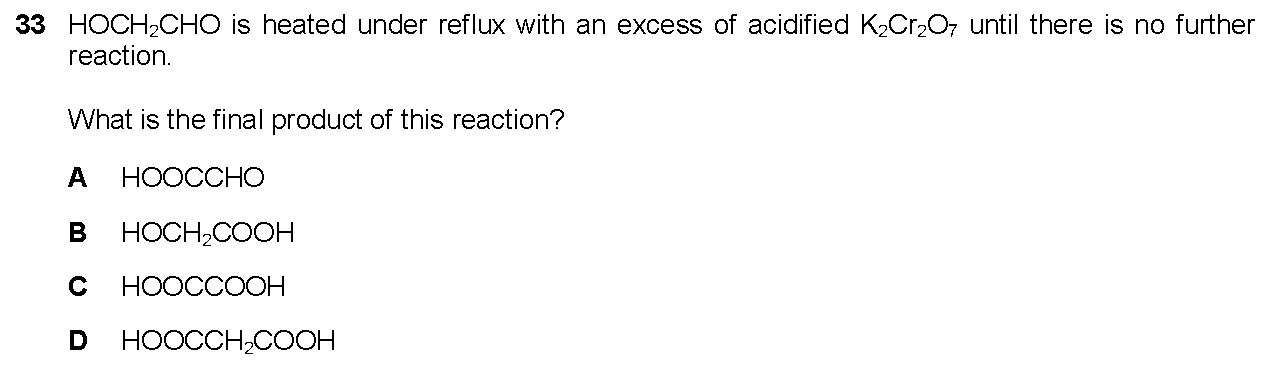 33 HOCH₂CHO is heated under reflux with an excess of acidified K₂Cr₂O₇ until there is no further
reaction.
What is the final product of this reaction?
A HOOCCHO
B HOCH₂COOH
C HOOCCOOH
D HOOCCH₂COOH